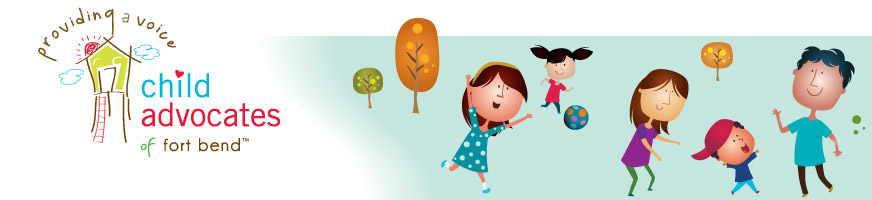 providing a voice
child
advocates
of fort bend™